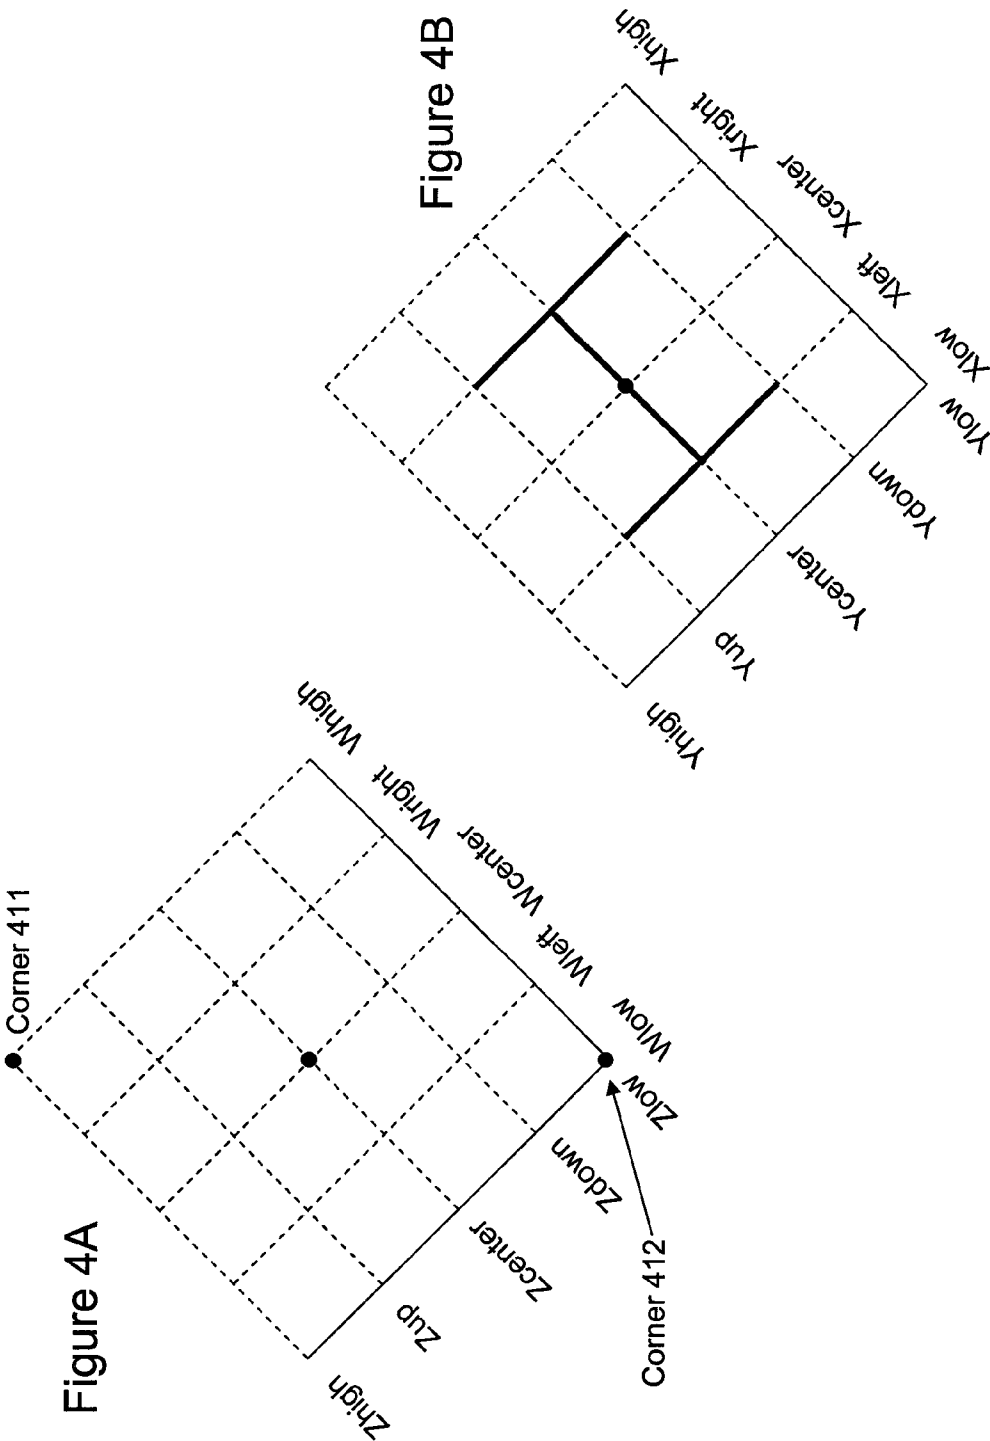 Figure 4A
Corner 411
Whigh
Wright
Wcenter
Wleft
Wlow
Zlow
Zdown
Zcenter
Zup
Zhigh
Corner 412
Figure 4B
Xhigh
Xright
Xcenter
Xleft
Xlow
Ylow
Ydown
Ycenter
Yup
Yhigh